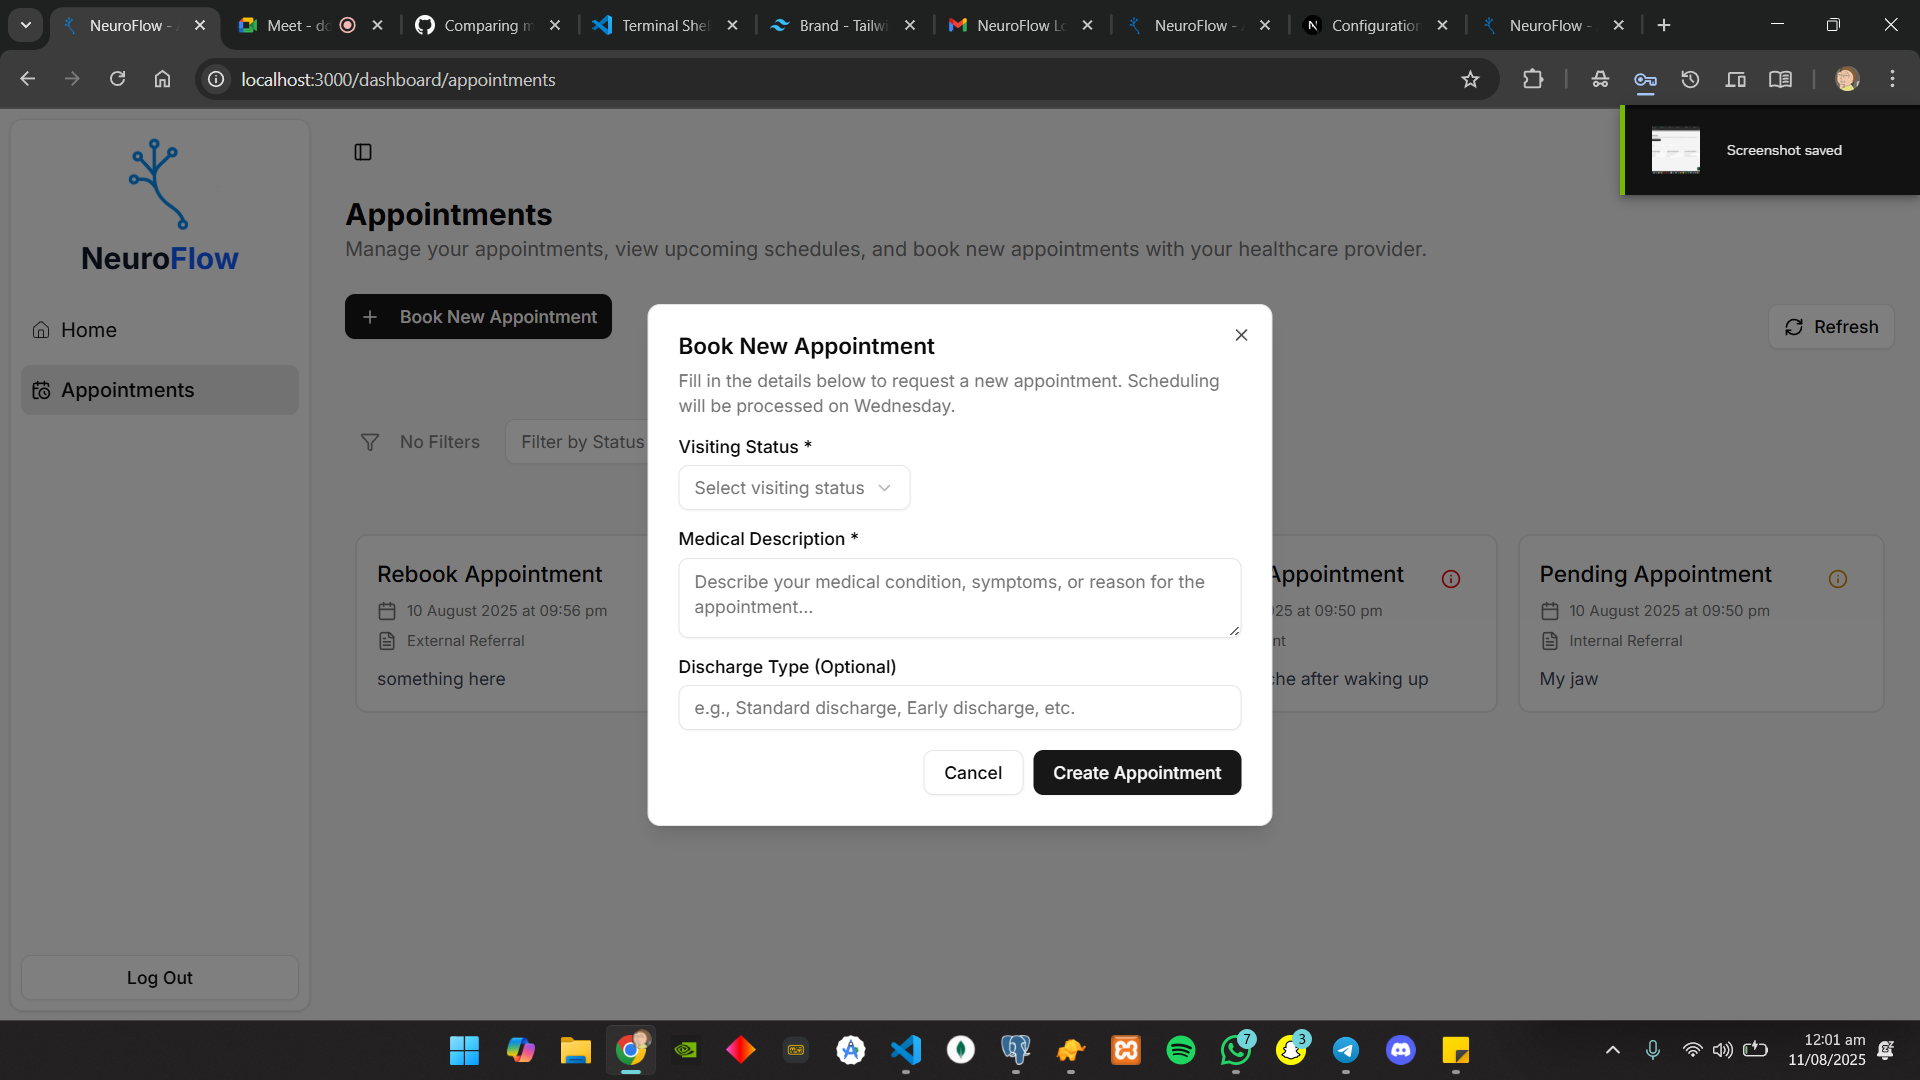 NeuroFlow -
Meet - do
Comparing m
Terminal Shel
Brand - Tailwi
NeuroFlow Lo
NeuroFlow - A
Configuration
NeuroFlow -
localhost:3000/dashboard/appointments
Screenshot saved
NeuroFlow
Home
Appointments
Log Out
Appointments
Manage your appointments, view upcoming schedules, and book new appointments with your healthcare provider.
Book New Appointment
Refresh
No Filters
Filter by Status
Rebook Appointment
10 August 2025 at 09:56 pm
External Referral
something here
Appointment
25 at 09:50 pm
nt
che after waking up
Pending Appointment
10 August 2025 at 09:50 pm
Internal Referral
My jaw
Book New Appointment
Fill in the details below to request a new appointment. Scheduling
will be processed on Wednesday.
Visiting Status *
Select visiting status
Medical Description *
Describe your medical condition, symptoms, or reason for the
appointment...
Discharge Type (Optional)
e.g., Standard discharge, Early discharge, etc.
Cancel
Create Appointment
7
3
12:01 am
11/08/2025